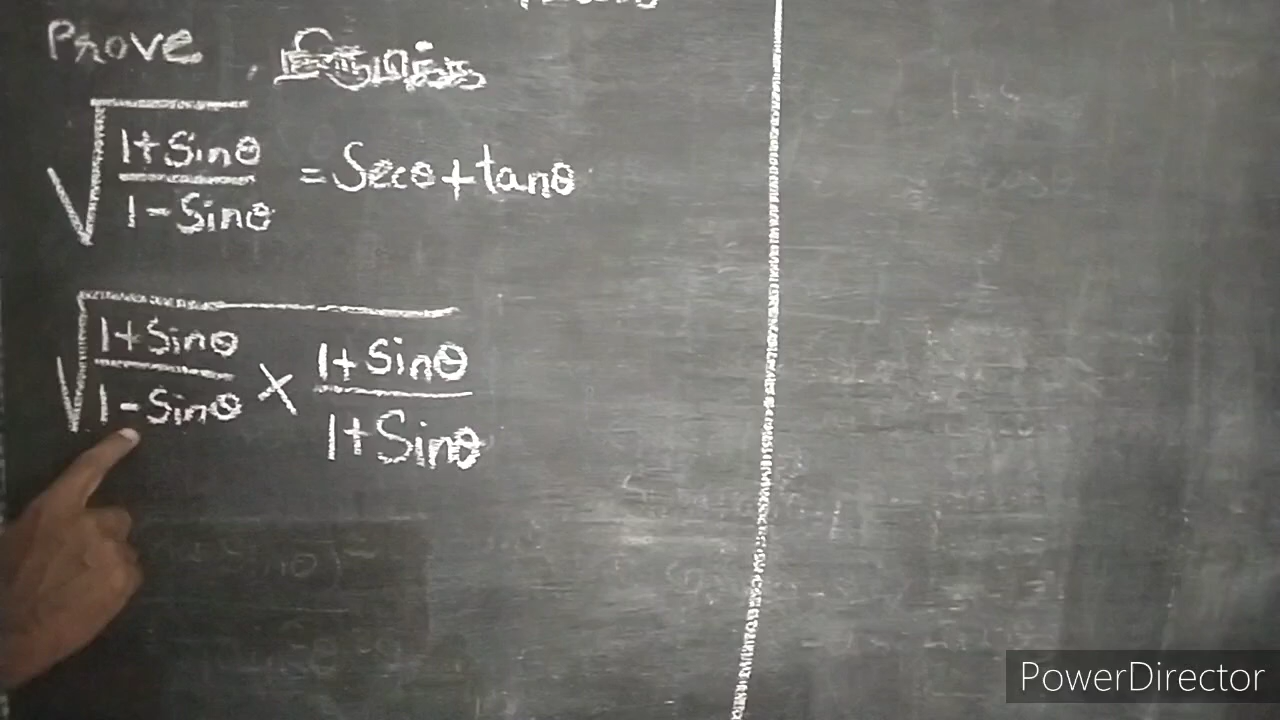 Prove,
√(1+Sinθ / 1-Sinθ) = Secθ+tanθ
√(1+Sinθ / 1-Sinθ × 1+Sinθ / 1+Sinθ)
PowerDirector